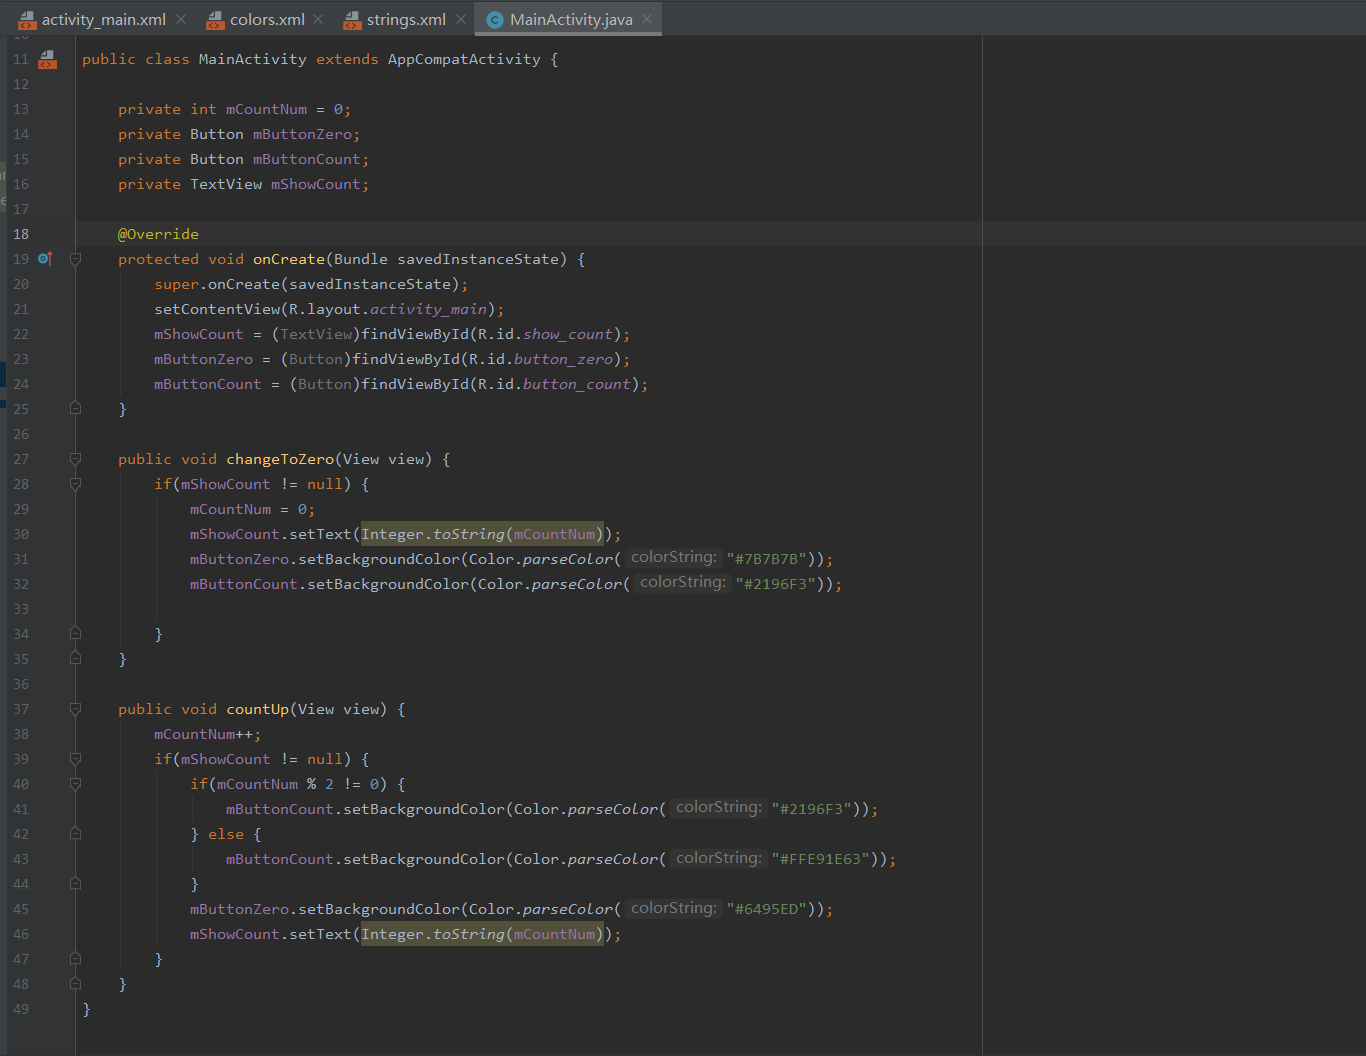 activity_main.xml colors.xml strings.xml MainActivity.java
11 public class MainActivity extends AppCompatActivity {
12
13 private int mCountNum = 0;
14 private Button mButtonZero;
15 private Button mButtonCount;
16 private TextView mShowCount;
17
18 @Override
19 protected void onCreate(Bundle savedInstanceState) {
20 super.onCreate(savedInstanceState);
21 setContentView(R.layout.activity_main);
22 mShowCount = (TextView)findViewById(R.id.show_count);
23 mButtonZero = (Button)findViewById(R.id.button_zero);
24 mButtonCount = (Button)findViewById(R.id.button_count);
25 }
26
27 public void changeToZero(View view) {
28 if(mShowCount != null) {
29 mCountNum = 0;
30 mShowCount.setText(Integer.toString(mCountNum));
31 mButtonZero.setBackgroundColor(Color.parseColor( colorString: "#7B7B7B"));
32 mButtonCount.setBackgroundColor(Color.parseColor( colorString: "#2196F3"));
33
34 }
35 }
36
37 public void countUp(View view) {
38 mCountNum++;
39 if(mShowCount != null) {
40 if(mCountNum % 2 != 0) {
41 mButtonCount.setBackgroundColor(Color.parseColor( colorString: "#2196F3"));
42 } else {
43 mButtonCount.setBackgroundColor(Color.parseColor( colorString: "#FFE91E63"));
44 }
45 mButtonZero.setBackgroundColor(Color.parseColor( colorString: "#6495ED"));
46 mShowCount.setText(Integer.toString(mCountNum));
47 }
48 }
49 }